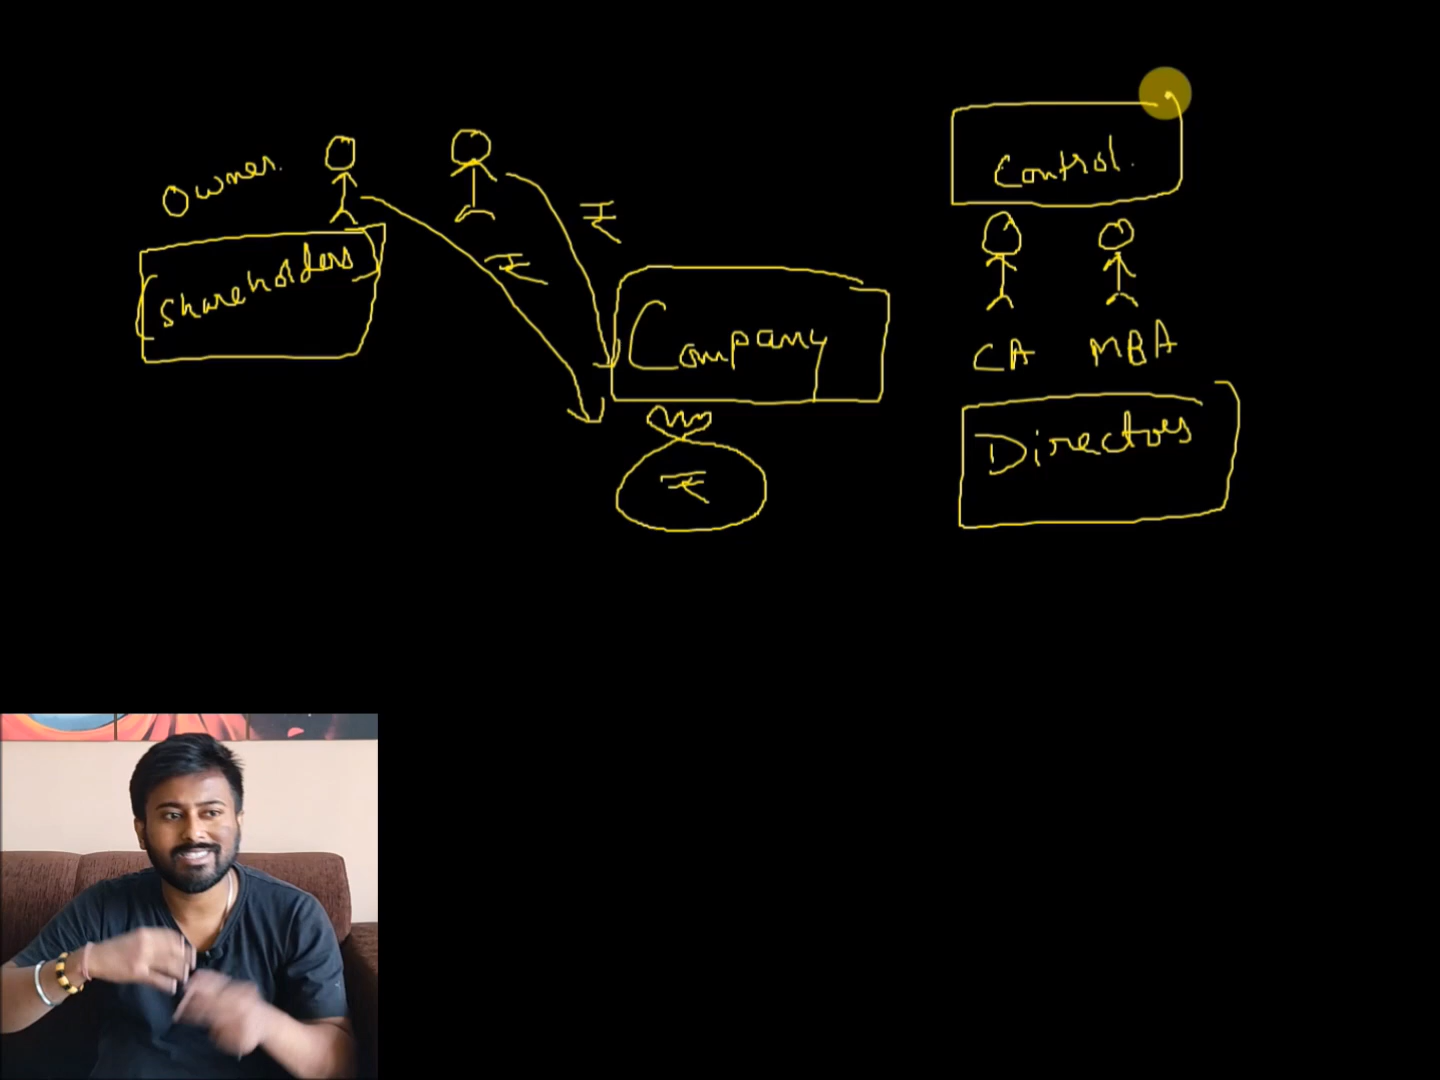 Owner.
Shareholders
₹
₹
Company
₹
Control.
CA MBA
Directors